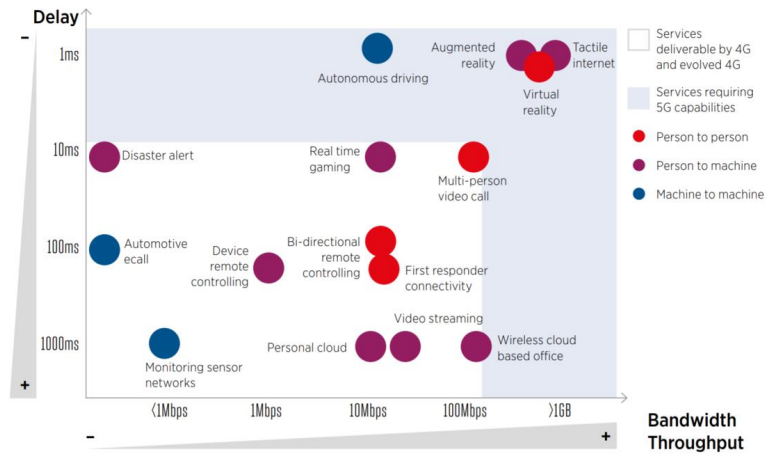 Delay
–
1ms
Autonomous driving
Augmented
reality
Tactile
internet
Virtual
reality
10ms
Disaster alert
Real time
gaming
Multi-person
video call
100ms
Automotive
ecall
Device
remote
controlling
Bi-directional
remote
controlling
First responder
connectivity
1000ms
Monitoring sensor
networks
Personal cloud
Video streaming
Wireless cloud
based office
+
<1Mbps
1Mbps
10Mbps
100Mbps
>1GB
–
+
Bandwidth
Throughput
Services
deliverable by 4G
and evolved 4G
Services requiring
5G capabilities
Person to person
Person to machine
Machine to machine